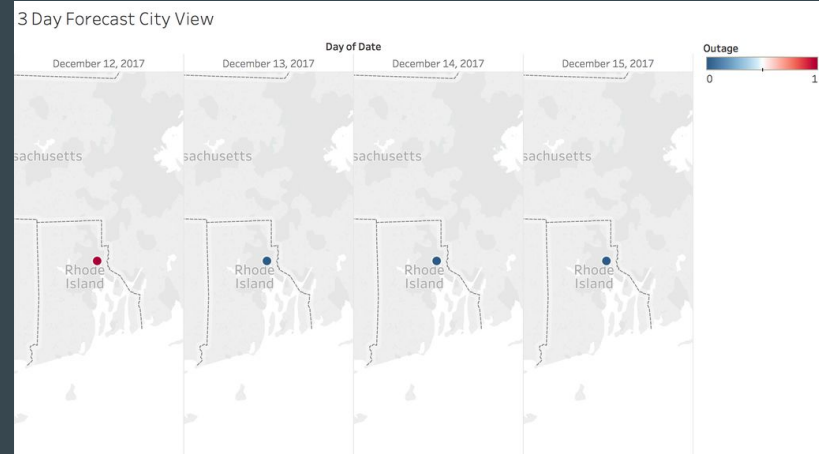 3 Day Forecast City View
Day of Date
December 12, 2017
December 13, 2017
December 14, 2017
December 15, 2017
Outage
0
1
sachusetts
sachusetts
sachusetts
sachusetts
Rhode
Island
Rhode
Island
Rhode
Island
Rhode
Island